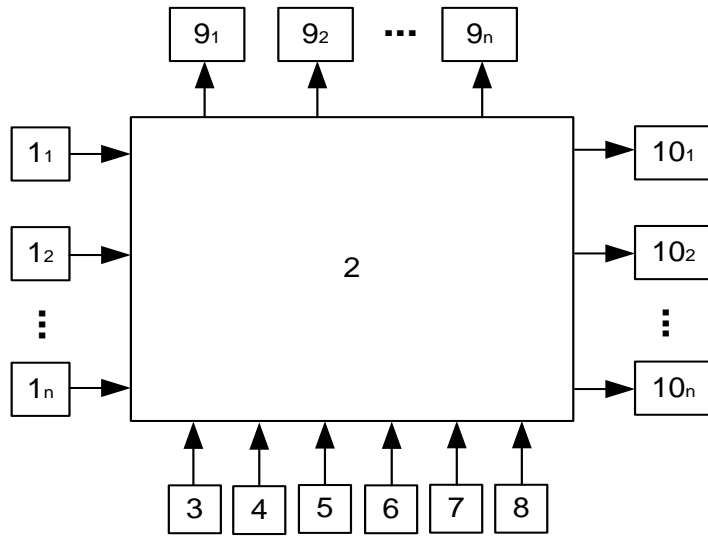 9₁ 9₂ ... 9ₙ
1₁ 10₁
1₂ 2 10₂
⋮ ⋮
1ₙ 10ₙ
3 4 5 6 7 8